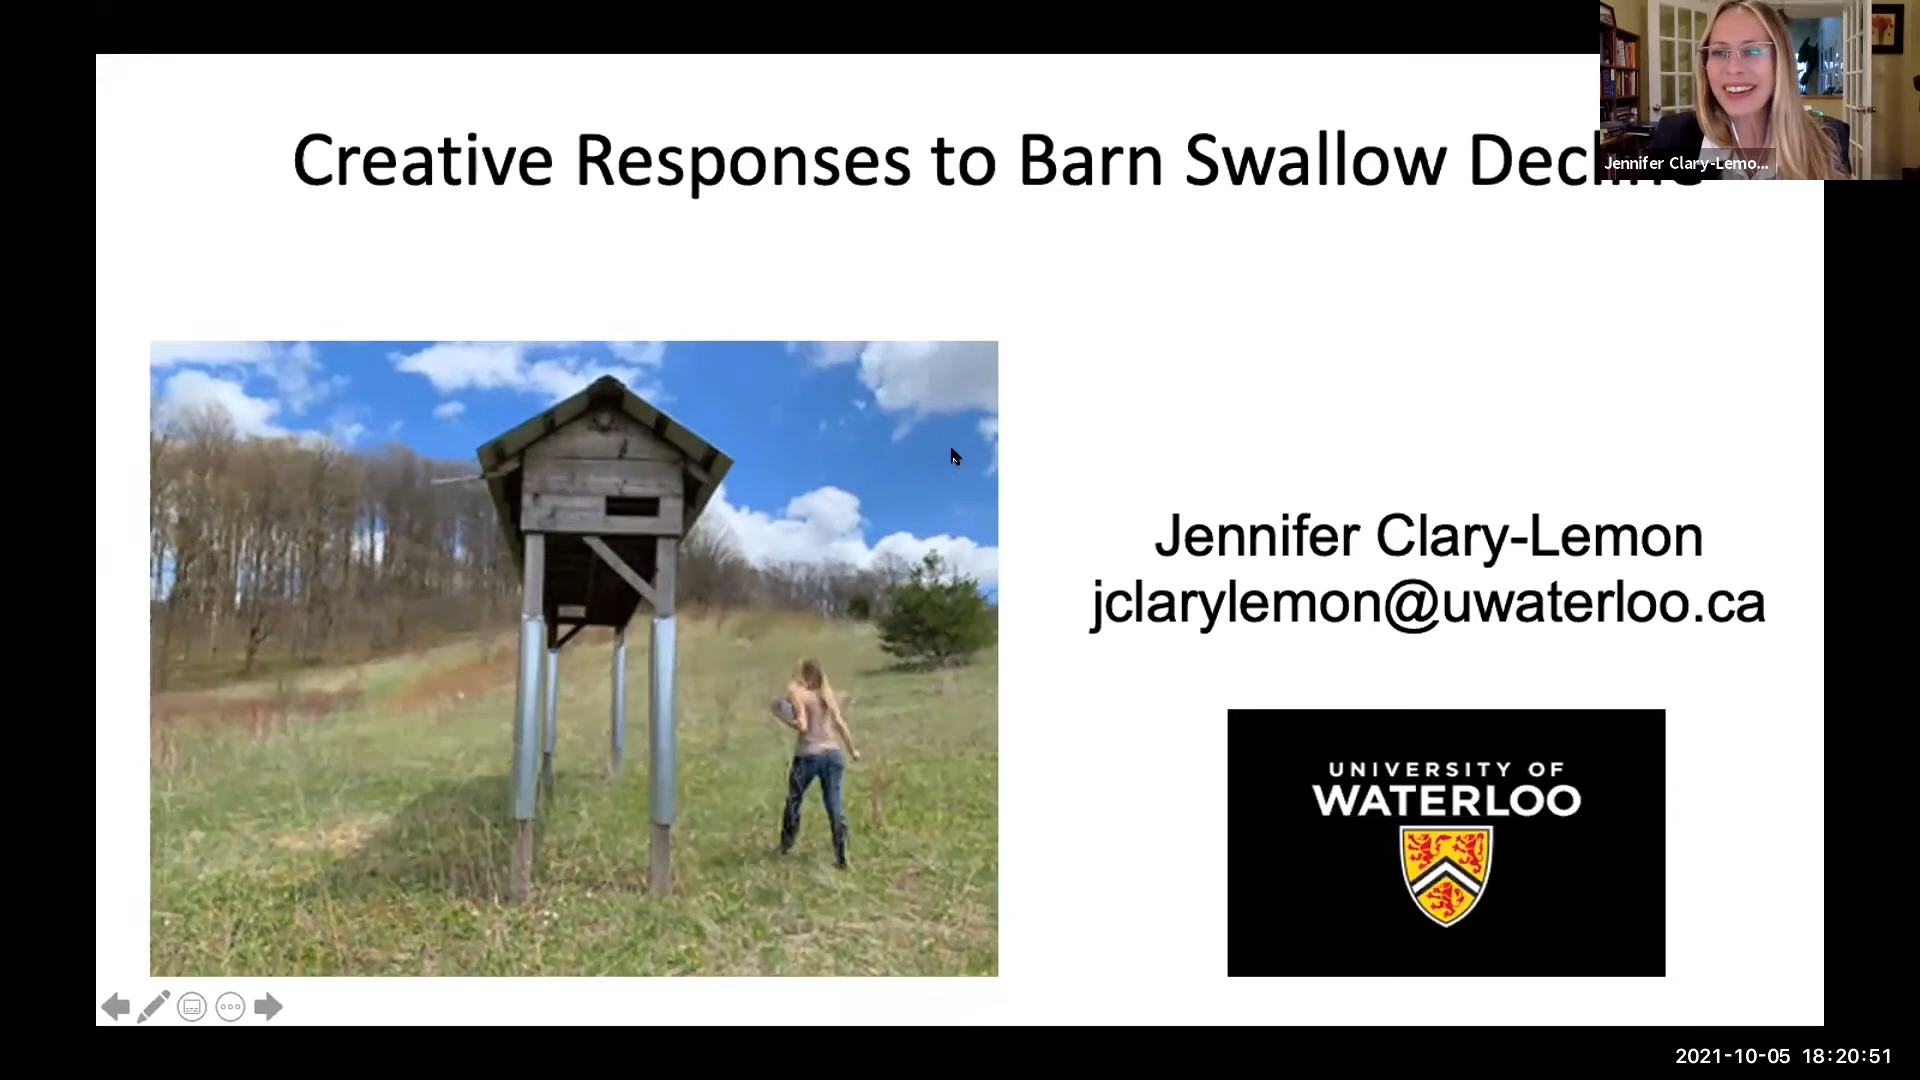 Creative Responses to Barn Swallow Decline
Jennifer Clary-Lemo...
Jennifer Clary-Lemon
jclarylemon@uwaterloo.ca
UNIVERSITY OF
WATERLOO
2021-10-05 18:20:51